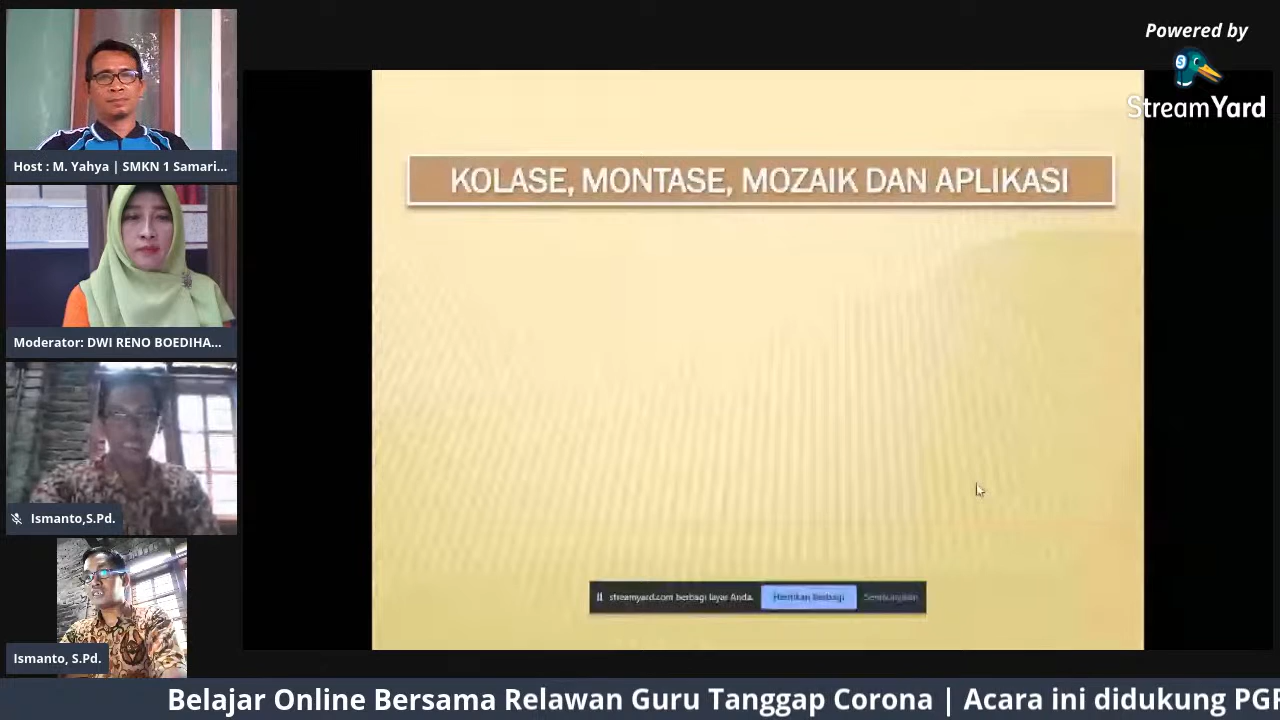 Powered by
StreamYard
Host : M. Yahya | SMKN 1 Samari...
KOLASE, MONTASE, MOZAIK DAN APLIKASI
Moderator: DWI RENO BOEDIHA...
Ismanto,S.Pd.
streamyard.com berbagi layar Anda. Hentikan Berbagi Sembunyikan
Ismanto, S.Pd.
Belajar Online Bersama Relawan Guru Tanggap Corona | Acara ini didukung PGR